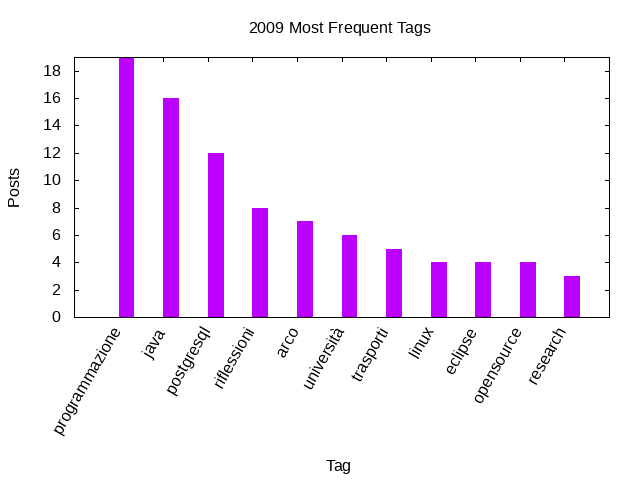 2009 Most Frequent Tags
18
16
14
12
10
8
6
4
2
0
Posts
programmazione
java
postgresql
riflessioni
arco
università
trasporti
linux
eclipse
opensource
research
Tag